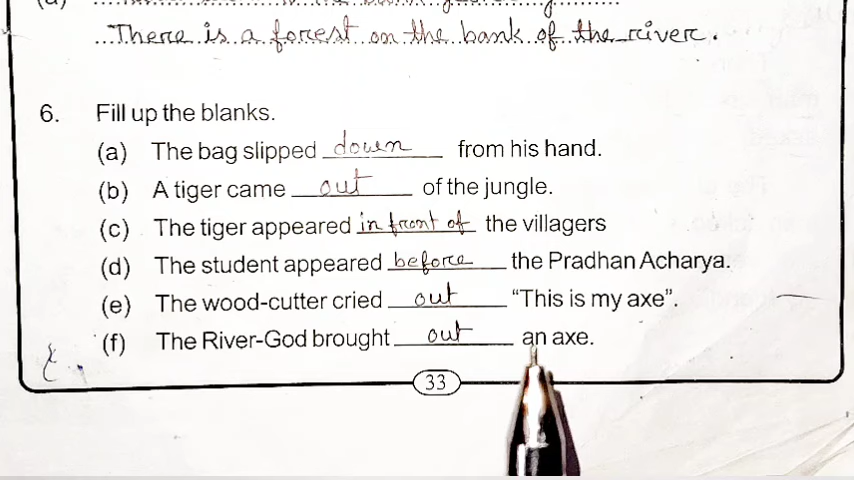 There is a forest on the bank of the river.
6. Fill up the blanks.
(a) The bag slipped down from his hand.
(b) A tiger came out of the jungle.
(c) The tiger appeared in front of the villagers
(d) The student appeared before the Pradhan Acharya.
(e) The wood-cutter cried out "This is my axe".
(f) The River-God brought out an axe.
33